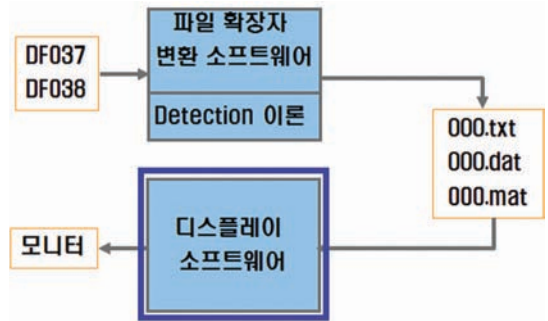 DF037
DF038
파일 확장자
변환 소프트웨어
Detection 이론
000.txt
000.dat
000.mat
디스플레이
소프트웨어
모니터